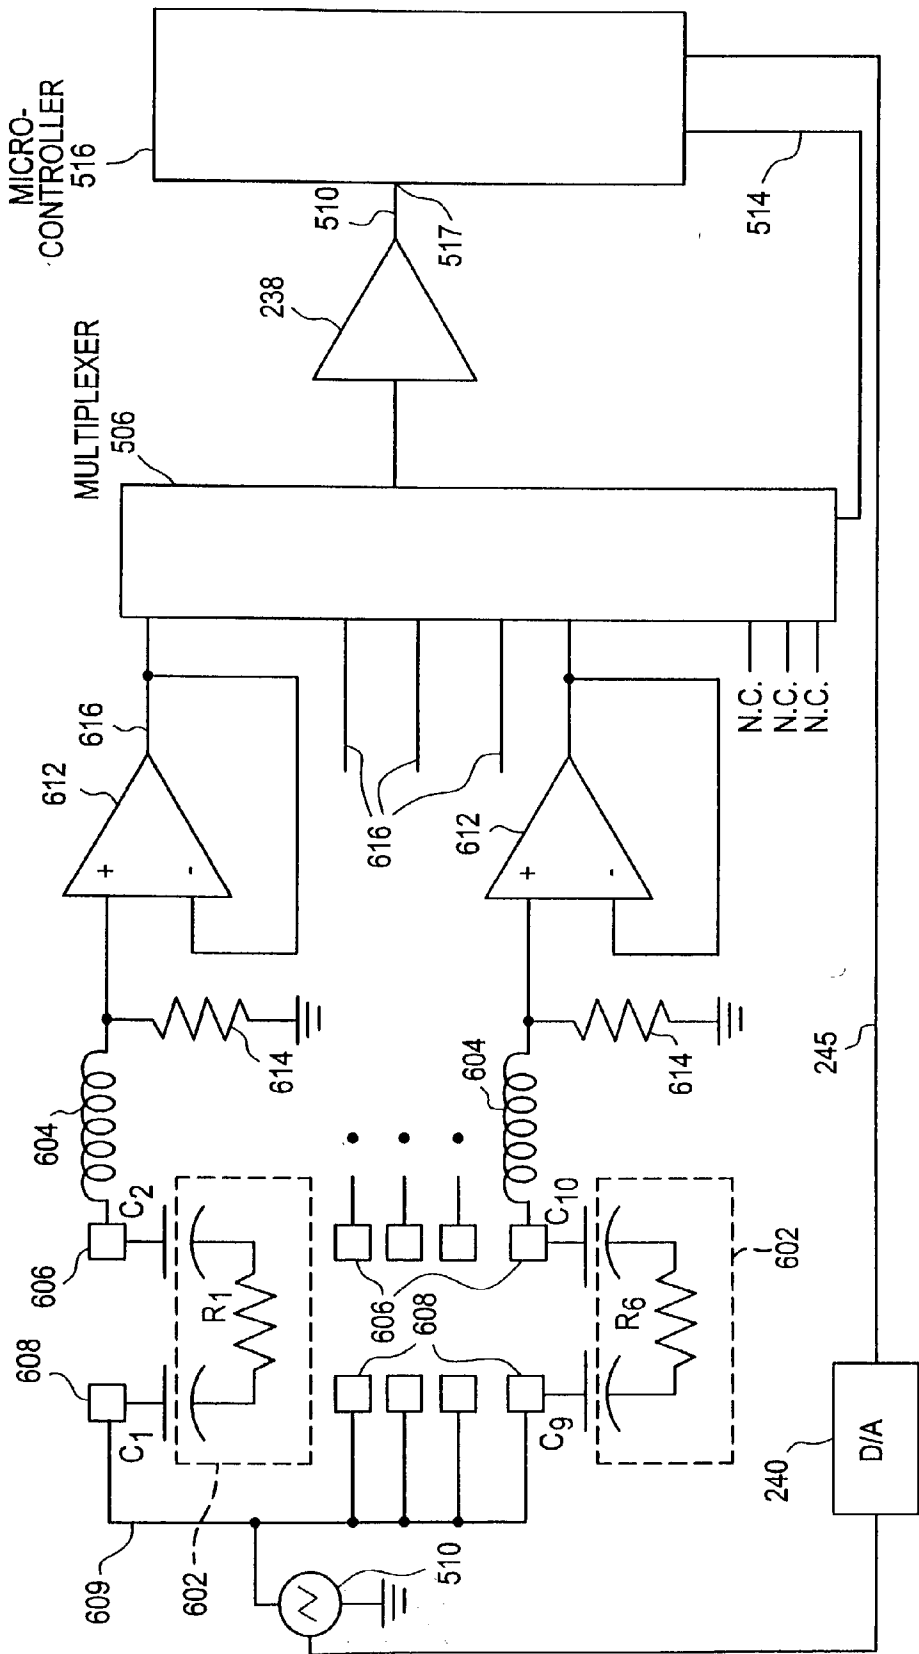 MICRO-
CONTROLLER
516
510
517
514
238
MULTIPLEXER
506
616
612
+
-
616
612
+
-
N.C.
N.C.
N.C.
604
614
604
614
245
606
C2
608
C1
R1
602
606
608
C10
C9
R6
602
609
510
240
D/A